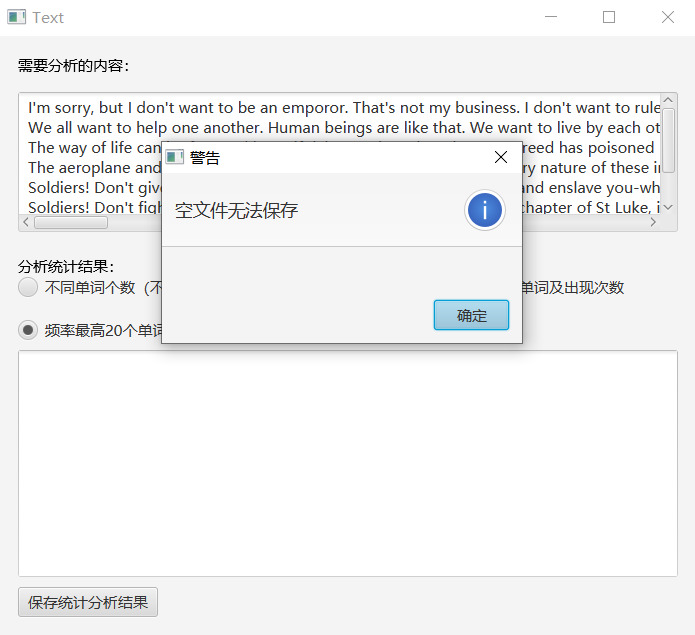 Text
需要分析的内容:
I'm sorry, but I don't want to be an emporor. That's not my business. I don't want to rule
We all want to help one another. Human beings are like that. We want to live by each ot
The way of life can reed has poisoned
The aeroplane and ry nature of these in
Soldiers! Don't give and enslave you-wh
Soldiers! Don't figh chapter of St Luke, i
警告
空文件无法保存
确定
分析统计结果:
不同单词个数（不 单词及出现次数
频率最高20个单词
保存统计分析结果